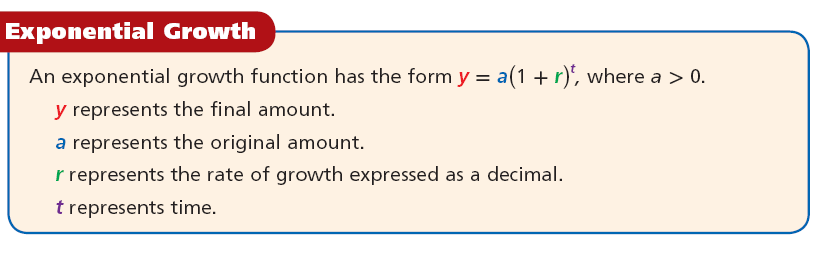 Exponential Growth
An exponential growth function has the form y = a(1 + r)ᵗ, where a > 0.
y represents the final amount.
a represents the original amount.
r represents the rate of growth expressed as a decimal.
t represents time.